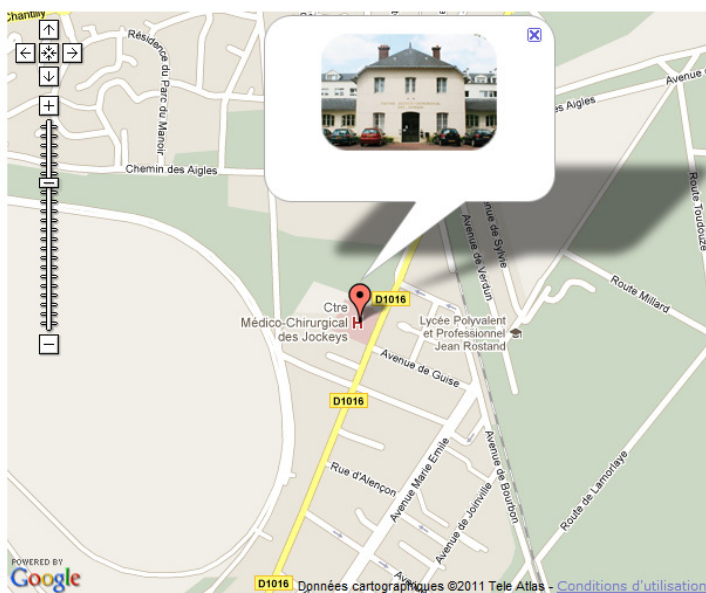 Chantilly
Résidence du Parc du Manoir
Chemin des Aigles
Avenue d
es Aigles
Route Toudouze
Avenue de Sylvie
Avenue de Verdun
Route Millard
D1016
Ctre
Médico-Chirurgical
des Jockeys
H
Lycée Polyvalent
et Professionnel
Jean Rostand
Avenue de Guise
D1016
Rue d'Alençon
Avenue Marie Emile
Avenue de Joinville
Avenue de Bourbon
Route de Lamorlaye
POWERED BY
Google
D1016
Données cartographiques ©2011 Tele Atlas - Conditions d'utilisation